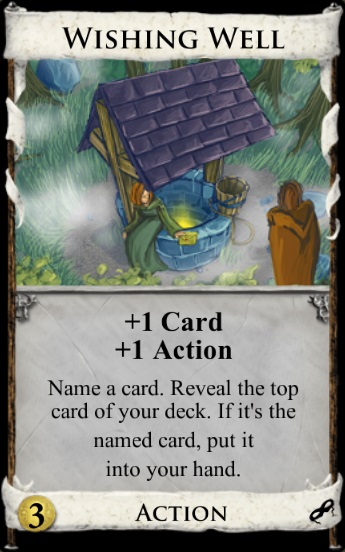 Wishing Well
+1 Card
+1 Action
Name a card. Reveal the top
card of your deck. If it's the
named card, put it
into your hand.
3
Action